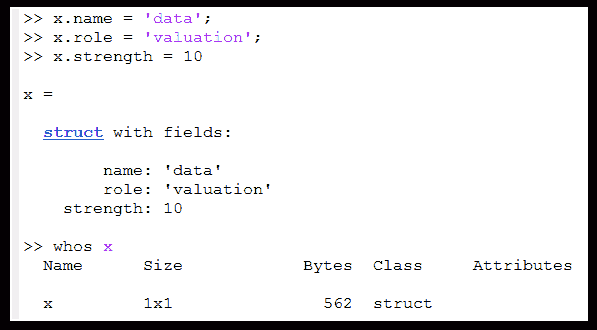 >> x.name = 'data';
>> x.role = 'valuation';
>> x.strength = 10
x =
struct with fields:
name: 'data'
role: 'valuation'
strength: 10
>> whos x
Name Size Bytes Class Attributes
x 1x1 562 struct